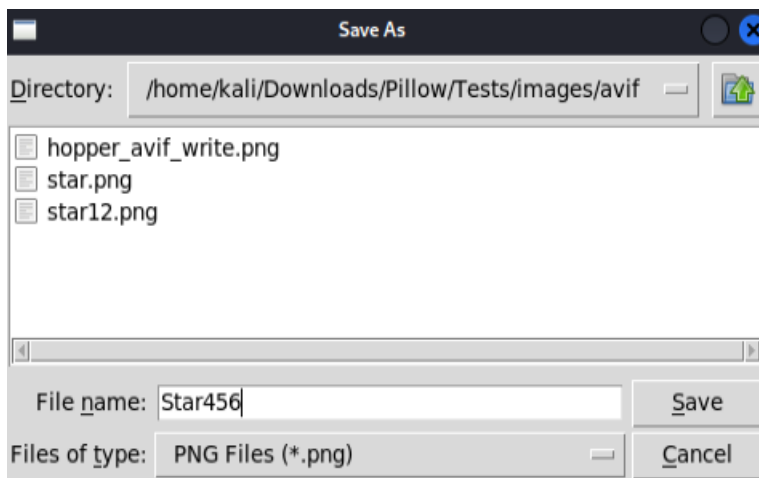 Save As
Directory: /home/kali/Downloads/Pillow/Tests/images/avif
hopper_avif_write.png
star.png
star12.png
File name: Star456 Save
Files of type: PNG Files (*.png) Cancel